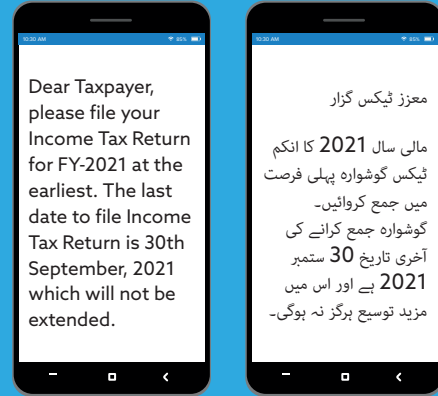 10:30 AM
85%
Dear Taxpayer,
please file your
Income Tax Return
for FY-2021 at the
earliest. The last
date to file Income
Tax Return is 30th
September, 2021
which will not be
extended.
10:30 AM
85%
معزز ٹیکس گزار
مالی سال 2021 کا انکم
ٹیکس گوشوارہ پہلی فرصت
میں جمع کروائیں۔
گوشوارہ جمع کرانے کی
آخری تاریخ 30 ستمبر
2021 ہے اور اس میں
مزید توسیع ہرگز نہ ہوگی۔